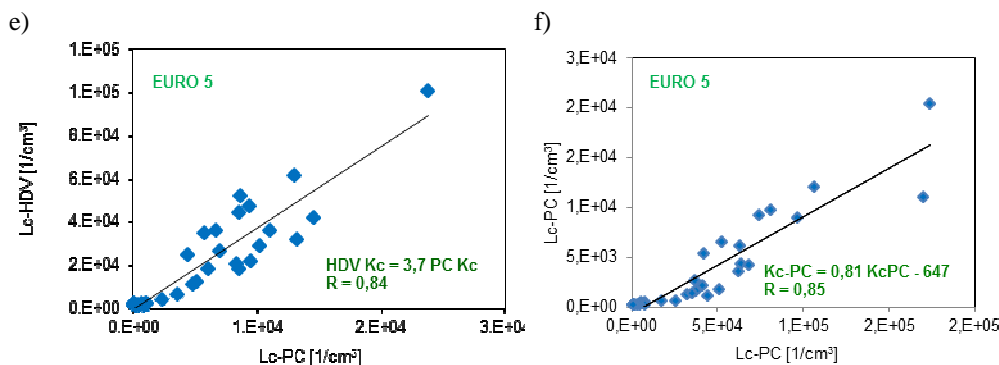 e)
1.E+05
1.E+05
8.E+04
6.E+04
4.E+04
2.E+04
0.E+00
Lc-HDV [1/cm³]
EURO 5
HDV Kc = 3,7 PC Kc
R = 0,84
0.E+00 1.E+04 2.E+04 3.E+04
Lc-PC [1/cm³]
f)
3,E+04
2,E+04
2,E+04
1,E+04
5,E+03
0,E+00
Lc-PC [1/cm³]
EURO 5
Kc-PC = 0,81 KcPC - 647
R = 0,85
0,E+00 5,E+04 1,E+05 2,E+05 2,E+05
Lc-PC [1/cm³]